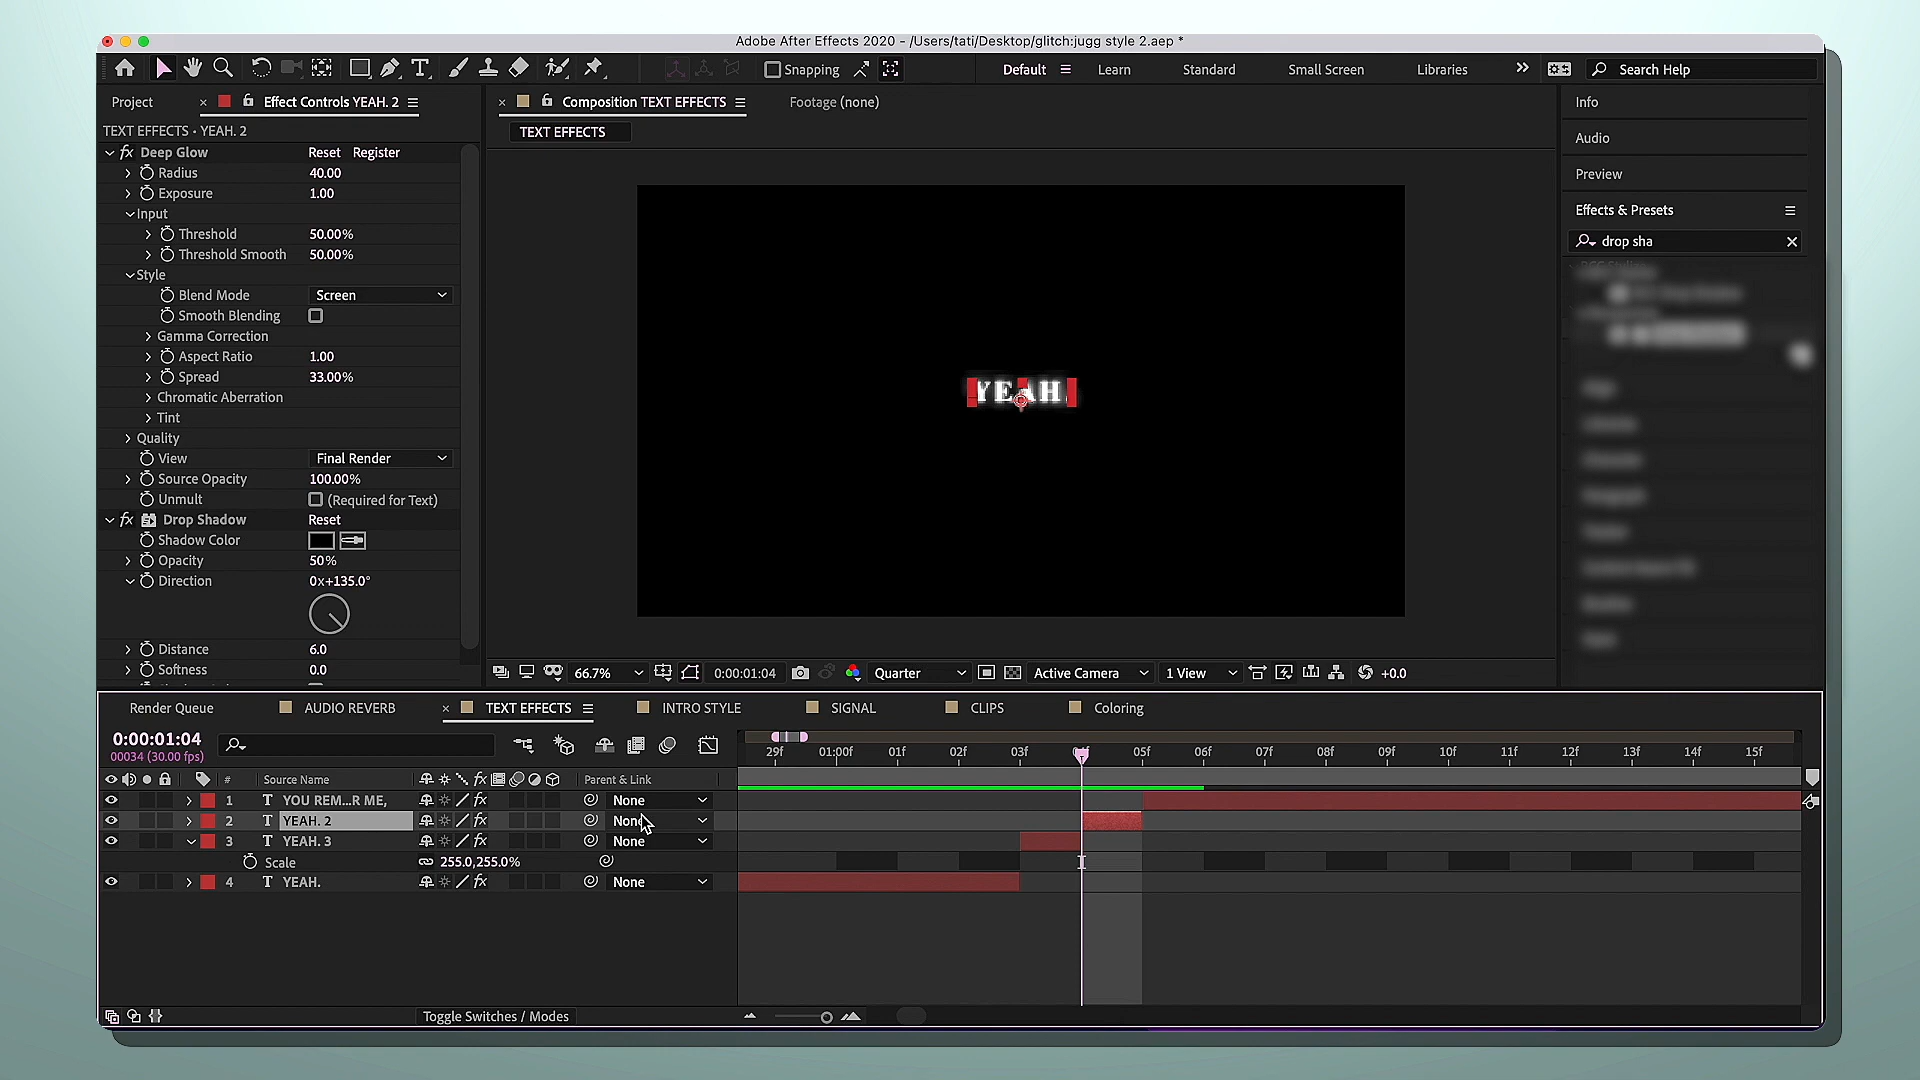 Adobe After Effects 2020 - /Users/tati/Desktop/glitch:jugg style 2.aep *
Snapping
Default
Learn
Standard
Small Screen
Libraries
Search Help
Project
Effect Controls YEAH. 2
Composition TEXT EFFECTS
Footage (none)
Info
TEXT EFFECTS • YEAH. 2
TEXT EFFECTS
Audio
fx Deep Glow Reset Register
Radius 40.00
Preview
Exposure 1.00
Input
Effects & Presets
Threshold 50.00%
drop sha
Threshold Smooth 50.00%
Style
Blend Mode Screen
Smooth Blending
Gamma Correction
Aspect Ratio 1.00
Spread 33.00%
YEAH
Chromatic Aberration
Tint
Quality
View Final Render
Source Opacity 100.00%
Unmult (Required for Text)
fx Drop Shadow Reset
Shadow Color
Opacity 50%
Direction 0x+135.0°
Distance 6.0
Softness 0.0
66.7% 0:00:01:04 Quarter Active Camera 1 View +0.0
Render Queue AUDIO REVERB TEXT EFFECTS INTRO STYLE SIGNAL CLIPS Coloring
0:00:01:04
00034 (30.00 fps)
29f 01:00f 01f 02f 03f 04f 05f 06f 07f 08f 09f 10f 11f 12f 13f 14f 15f
# Source Name fx Parent & Link
1 T YOU REM...R ME, fx None
2 T YEAH. 2 fx None
3 T YEAH. 3 fx None
Scale 255.0,255.0%
4 T YEAH. fx None
Toggle Switches / Modes